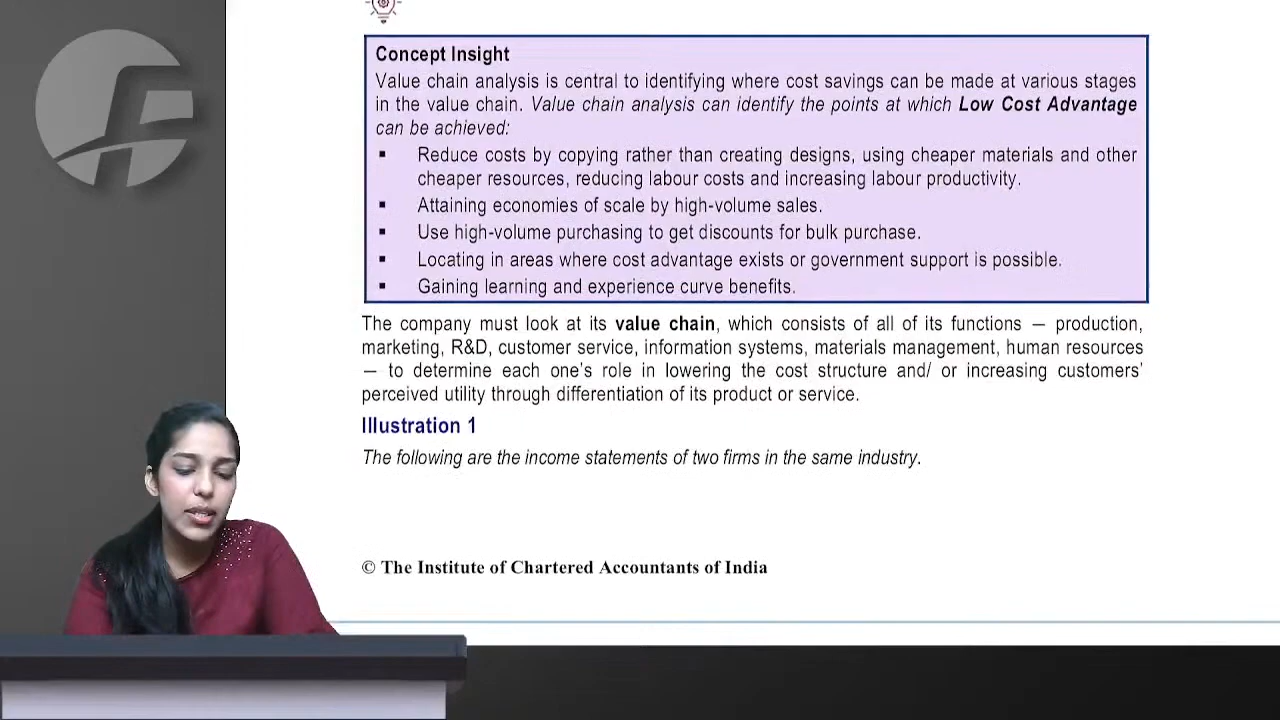 Concept Insight
Value chain analysis is central to identifying where cost savings can be made at various stages
in the value chain. Value chain analysis can identify the points at which Low Cost Advantage
can be achieved:
▪ Reduce costs by copying rather than creating designs, using cheaper materials and other
cheaper resources, reducing labour costs and increasing labour productivity.
▪ Attaining economies of scale by high-volume sales.
▪ Use high-volume purchasing to get discounts for bulk purchase.
▪ Locating in areas where cost advantage exists or government support is possible.
▪ Gaining learning and experience curve benefits.
The company must look at its value chain, which consists of all of its functions — production,
marketing, R&D, customer service, information systems, materials management, human resources
— to determine each one’s role in lowering the cost structure and/ or increasing customers’
perceived utility through differentiation of its product or service.
Illustration 1
The following are the income statements of two firms in the same industry.
© The Institute of Chartered Accountants of India